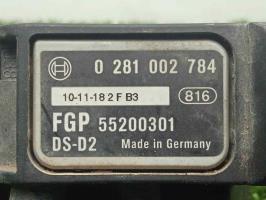 0 281 002 784
10-11-18 2 F B3
816
FGP 55200301
DS-D2 Made in Germany